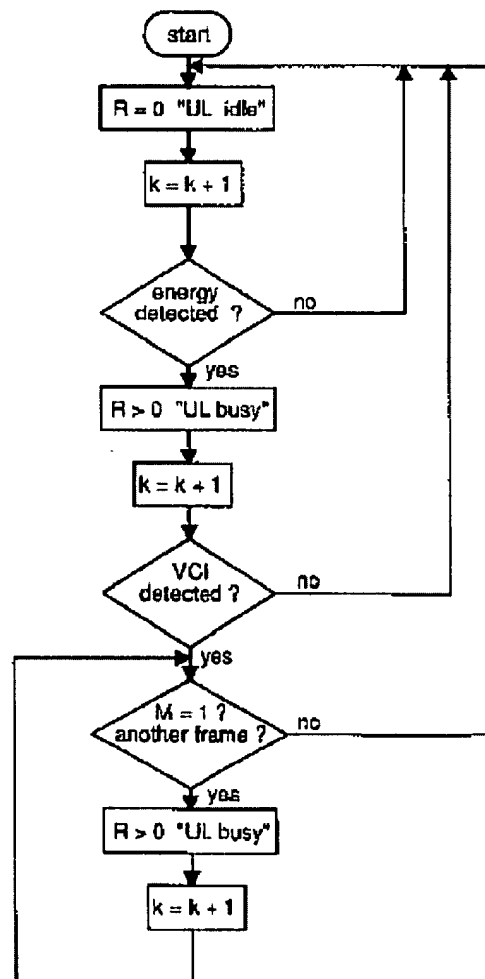 start
R = 0 "UL idle"
k = k + 1
energy
detected ?
no
yes
R > 0 "UL busy"
k = k + 1
VCI
detected ?
no
yes
M = 1 ?
another frame ?
no
yes
R > 0 "UL busy"
k = k + 1